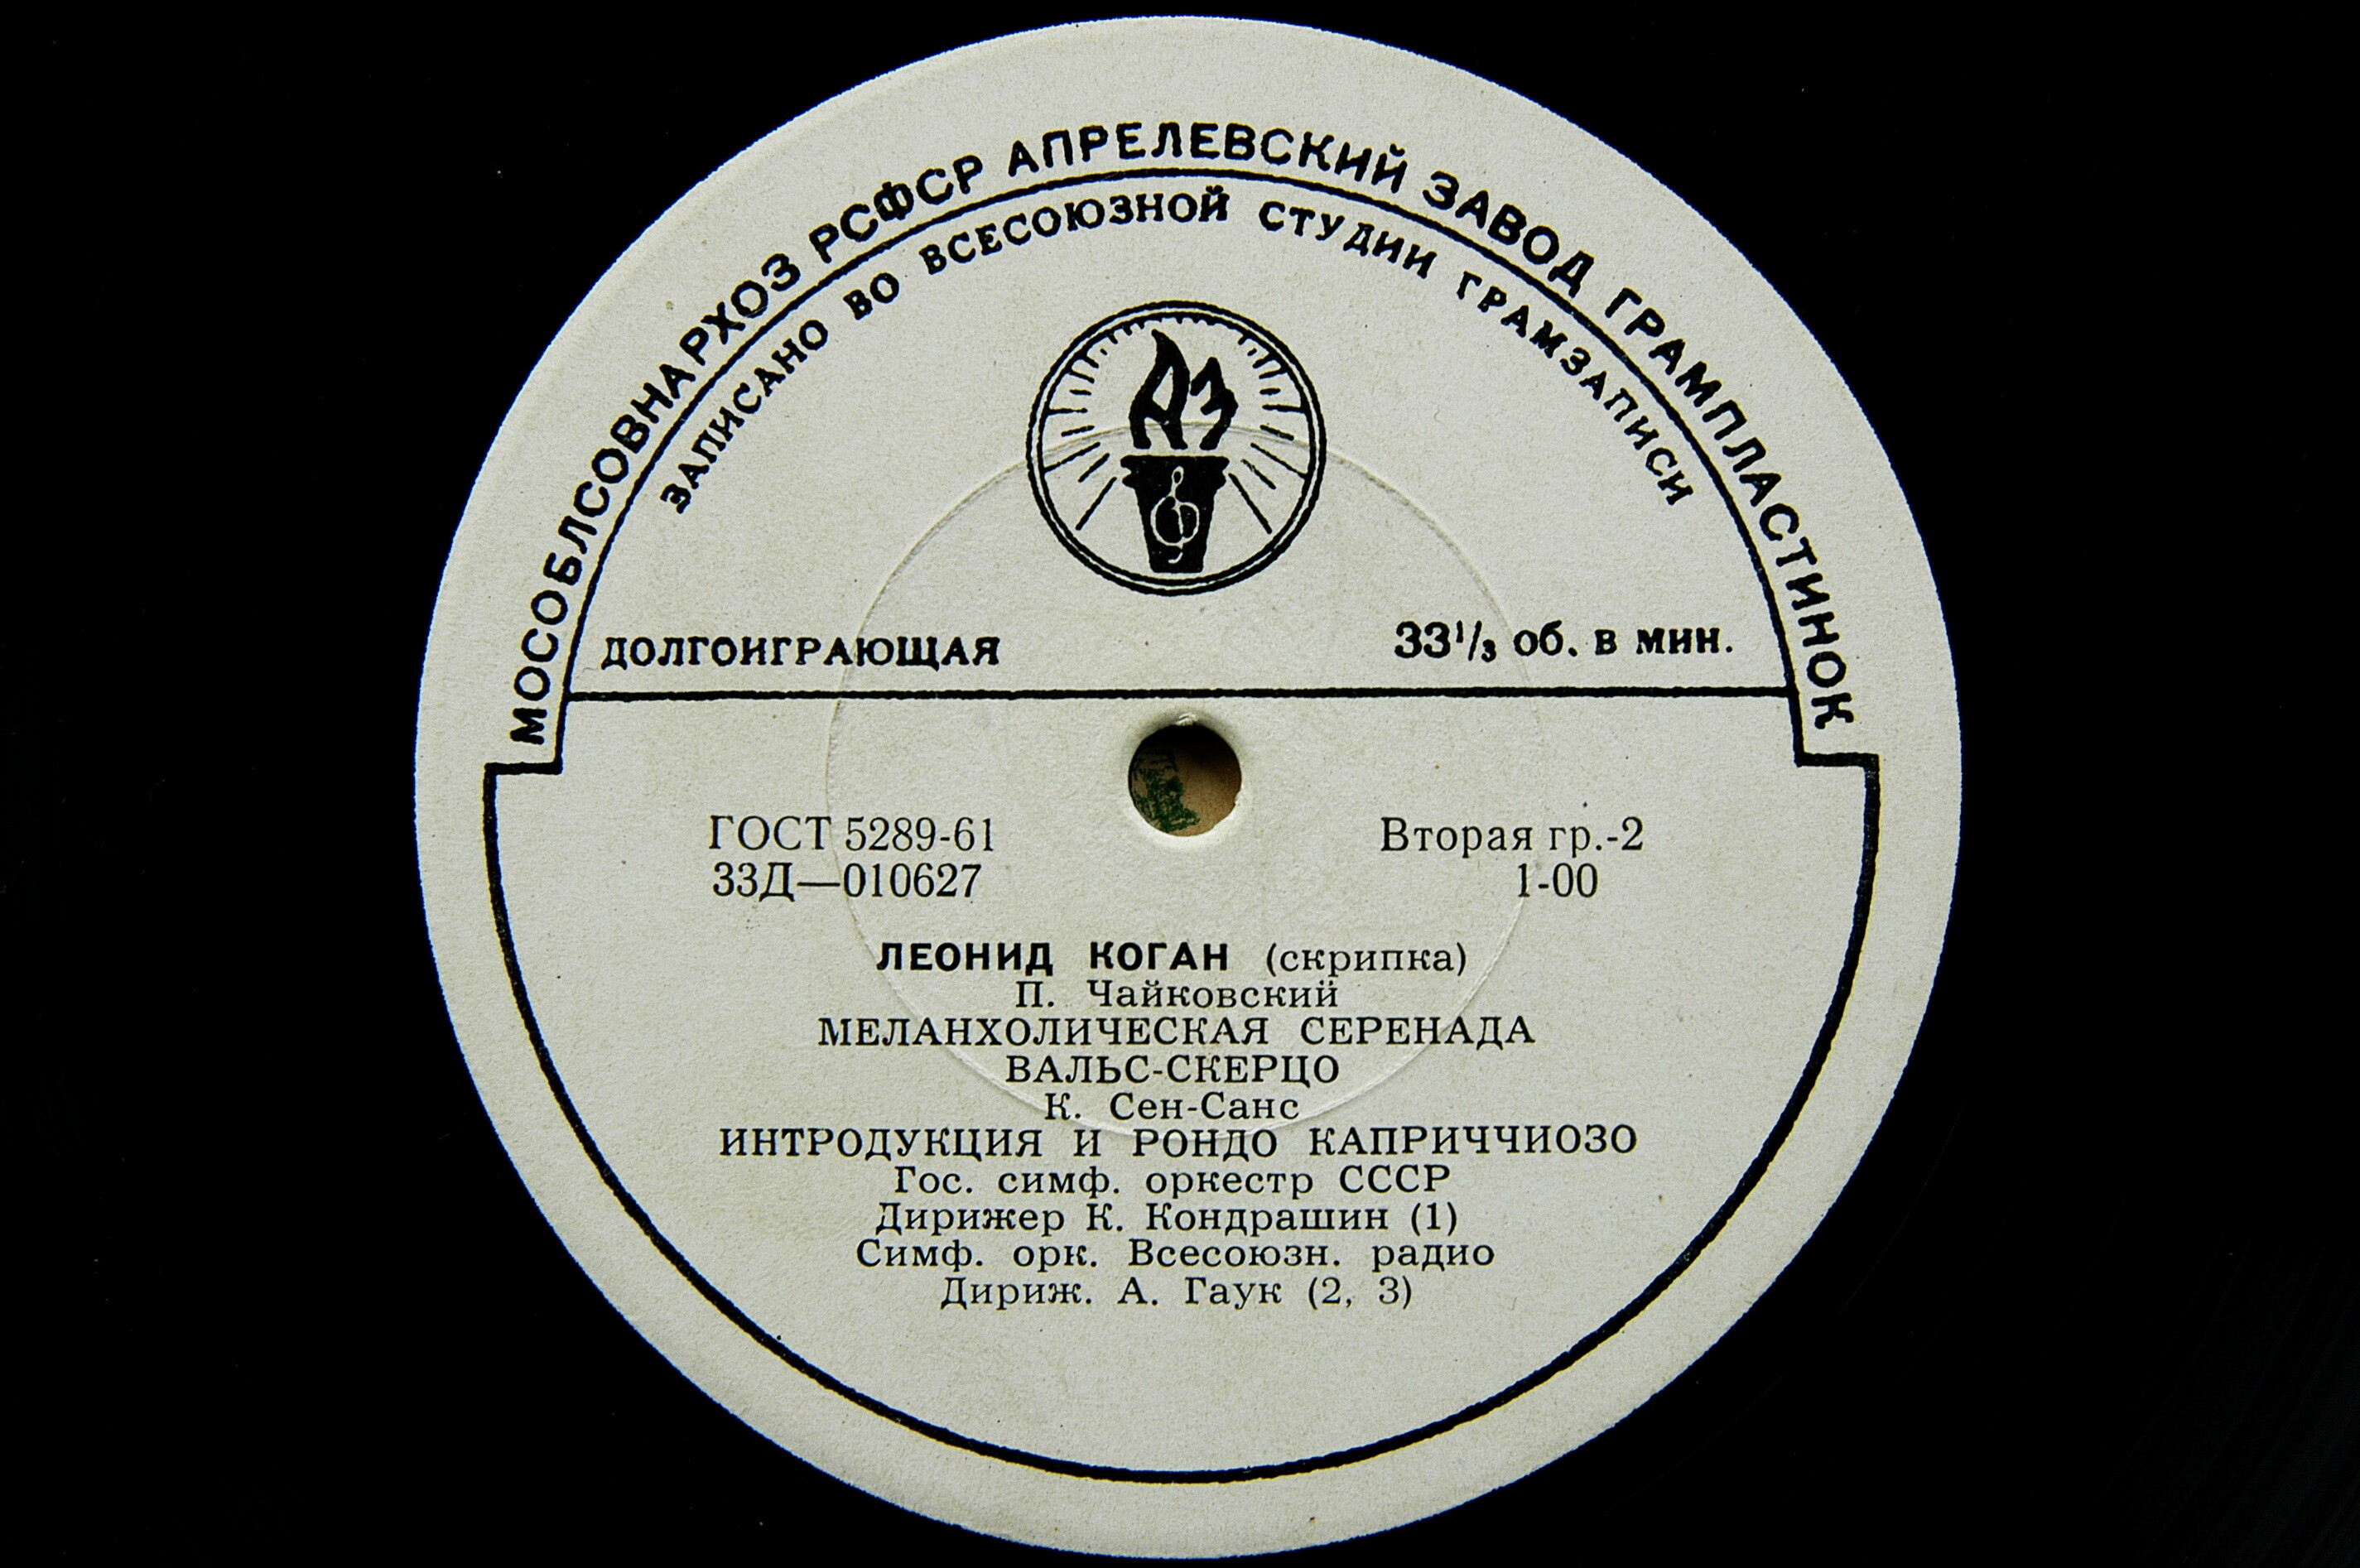 МОСОБЛСОВНАРХОЗ РСФСР АПРЕЛЕВСКИЙ ЗАВОД ГРАМПЛАСТИНОК
ЗАПИСАНО ВО ВСЕСОЮЗНОЙ СТУДИИ ГРАМЗАПИСИ
ДОЛГОИГРАЮЩАЯ 33 1/3 об. в мин.
ГОСТ 5289-61 Вторая гр.-2
33Д—010627 1-00
ЛЕОНИД КОГАН (скрипка)
П. Чайковский
МЕЛАНХОЛИЧЕСКАЯ СЕРЕНАДА
ВАЛЬС-СКЕРЦО
К. Сен-Санс
ИНТРОДУКЦИЯ И РОНДО КАПРИЧЧИОЗО
Гос. симф. оркестр СССР
Дирижер К. Кондрашин (1)
Симф. орк. Всесоюзн. радио
Дириж. А. Гаук (2, 3)